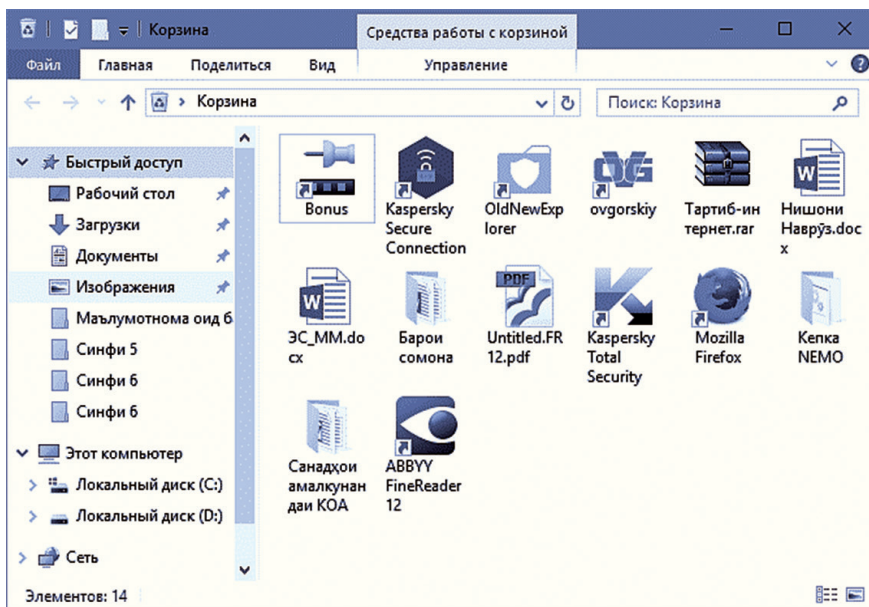 Корзина
Средства работы с корзиной
Файл Главная Поделиться Вид Управление
Корзина
Поиск: Корзина
Быстрый доступ
Рабочий стол
Загрузки
Документы
Изображения
Маълумотнома оид б
Синфи 5
Синфи 6
Синфи 6
Этот компьютер
Локальный диск (C:)
Локальный диск (D:)
Сеть
Bonus
Kaspersky
Secure
Connection
OldNewExp
lorer
ovgorskiy
Тартиб-ин
тернет.rar
Нишони
Наврӯз.doc
x
ЭС_ММ.do
cx
Барои
сомона
PDF
Untitled.FR
12.pdf
Kaspersky
Total
Security
Mozilla
Firefox
Кепка
NEMO
Санадҳои
амалкунан
даи КОА
ABBYY
FineReader
12
Элементов: 14